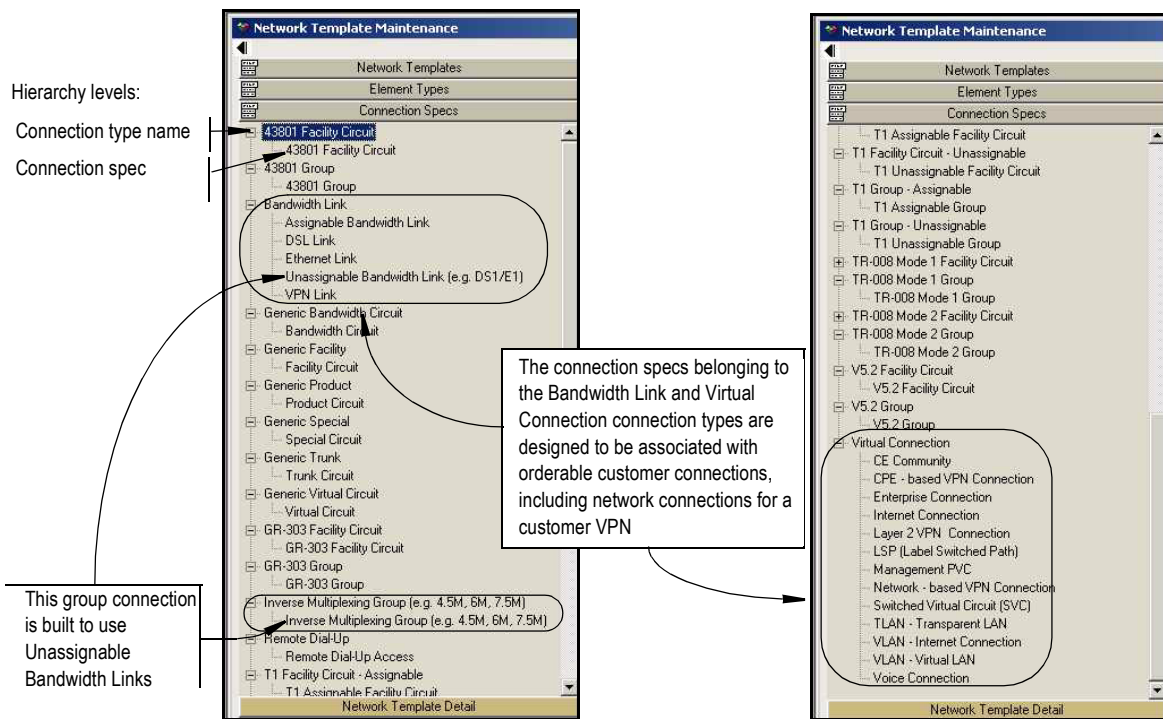 Hierarchy levels:
Connection type name
Connection spec
Network Template Maintenance
Network Templates
Element Types
Connection Specs
43801 Facility Circuit
43801 Facility Circuit
43801 Group
43801 Group
Bandwidth Link
Assignable Bandwidth Link
DSL Link
Ethernet Link
Unassignable Bandwidth Link (e.g. DS1/E1)
VPN Link
Generic Bandwidth Circuit
Bandwidth Circuit
Generic Facility
Facility Circuit
Generic Product
Product Circuit
Generic Special
Special Circuit
Generic Trunk
Trunk Circuit
Generic Virtual Circuit
Virtual Circuit
GR-303 Facility Circuit
GR-303 Facility Circuit
GR-303 Group
GR-303 Group
Inverse Multiplexing Group (e.g. 4.5M, 6M, 7.5M)
Inverse Multiplexing Group (e.g. 4.5M, 6M, 7.5M)
Remote Dial-Up
Remote Dial-Up Access
T1 Facility Circuit - Assignable
T1 Assignable Facility Circuit
Network Template Detail
This group connection
is built to use
Unassignable
Bandwidth Links
The connection specs belonging to
the Bandwidth Link and Virtual
Connection connection types are
designed to be associated with
orderable customer connections,
including network connections for a
customer VPN
Network Template Maintenance
Network Templates
Element Types
Connection Specs
T1 Assignable Facility Circuit
T1 Facility Circuit - Unassignable
T1 Unassignable Facility Circuit
T1 Group - Assignable
T1 Assignable Group
T1 Group - Unassignable
T1 Unassignable Group
TR-008 Mode 1 Facility Circuit
TR-008 Mode 1 Group
TR-008 Mode 1 Group
TR-008 Mode 2 Facility Circuit
TR-008 Mode 2 Group
TR-008 Mode 2 Group
V5.2 Facility Circuit
V5.2 Facility Circuit
V5.2 Group
V5.2 Group
Virtual Connection
CE Community
CPE - based VPN Connection
Enterprise Connection
Internet Connection
Layer 2 VPN Connection
LSP (Label Switched Path)
Management PVC
Network - based VPN Connection
Switched Virtual Circuit (SVC)
TLAN - Transparent LAN
VLAN - Internet Connection
VLAN - Virtual LAN
Voice Connection
Network Template Detail